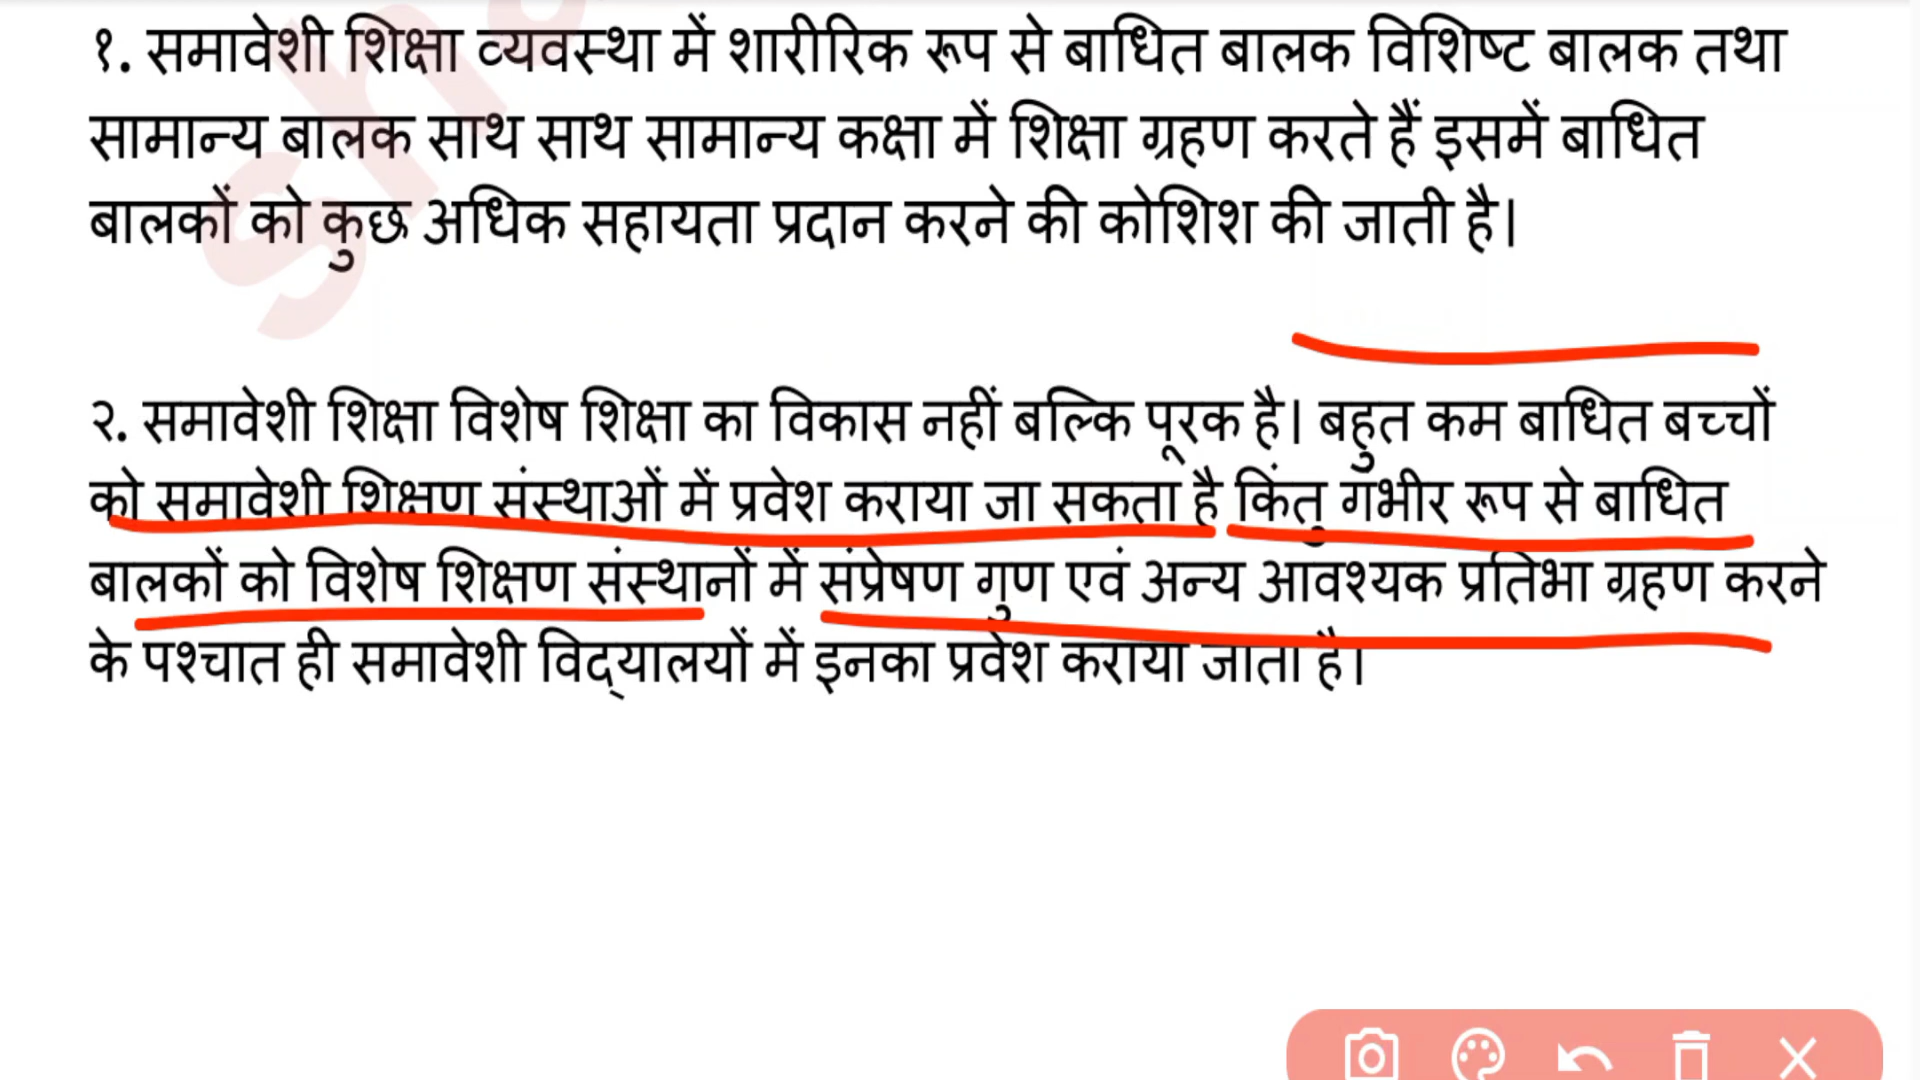 १. समावेशी शिक्षा व्यवस्था में शारीरिक रूप से बाधित बालक विशिष्ट बालक तथा
सामान्य बालक साथ साथ सामान्य कक्षा में शिक्षा ग्रहण करते हैं इसमें बाधित
बालकों को कुछ अधिक सहायता प्रदान करने की कोशिश की जाती है।
२. समावेशी शिक्षा विशेष शिक्षा का विकास नहीं बल्कि पूरक है। बहुत कम बाधित बच्चों
को समावेशी शिक्षण संस्थाओं में प्रवेश कराया जा सकता है किंतु गंभीर रूप से बाधित
बालकों को विशेष शिक्षण संस्थानों में संप्रेषण गुण एवं अन्य आवश्यक प्रतिभा ग्रहण करने
के पश्चात ही समावेशी विद्यालयों में इनका प्रवेश कराया जाता है।